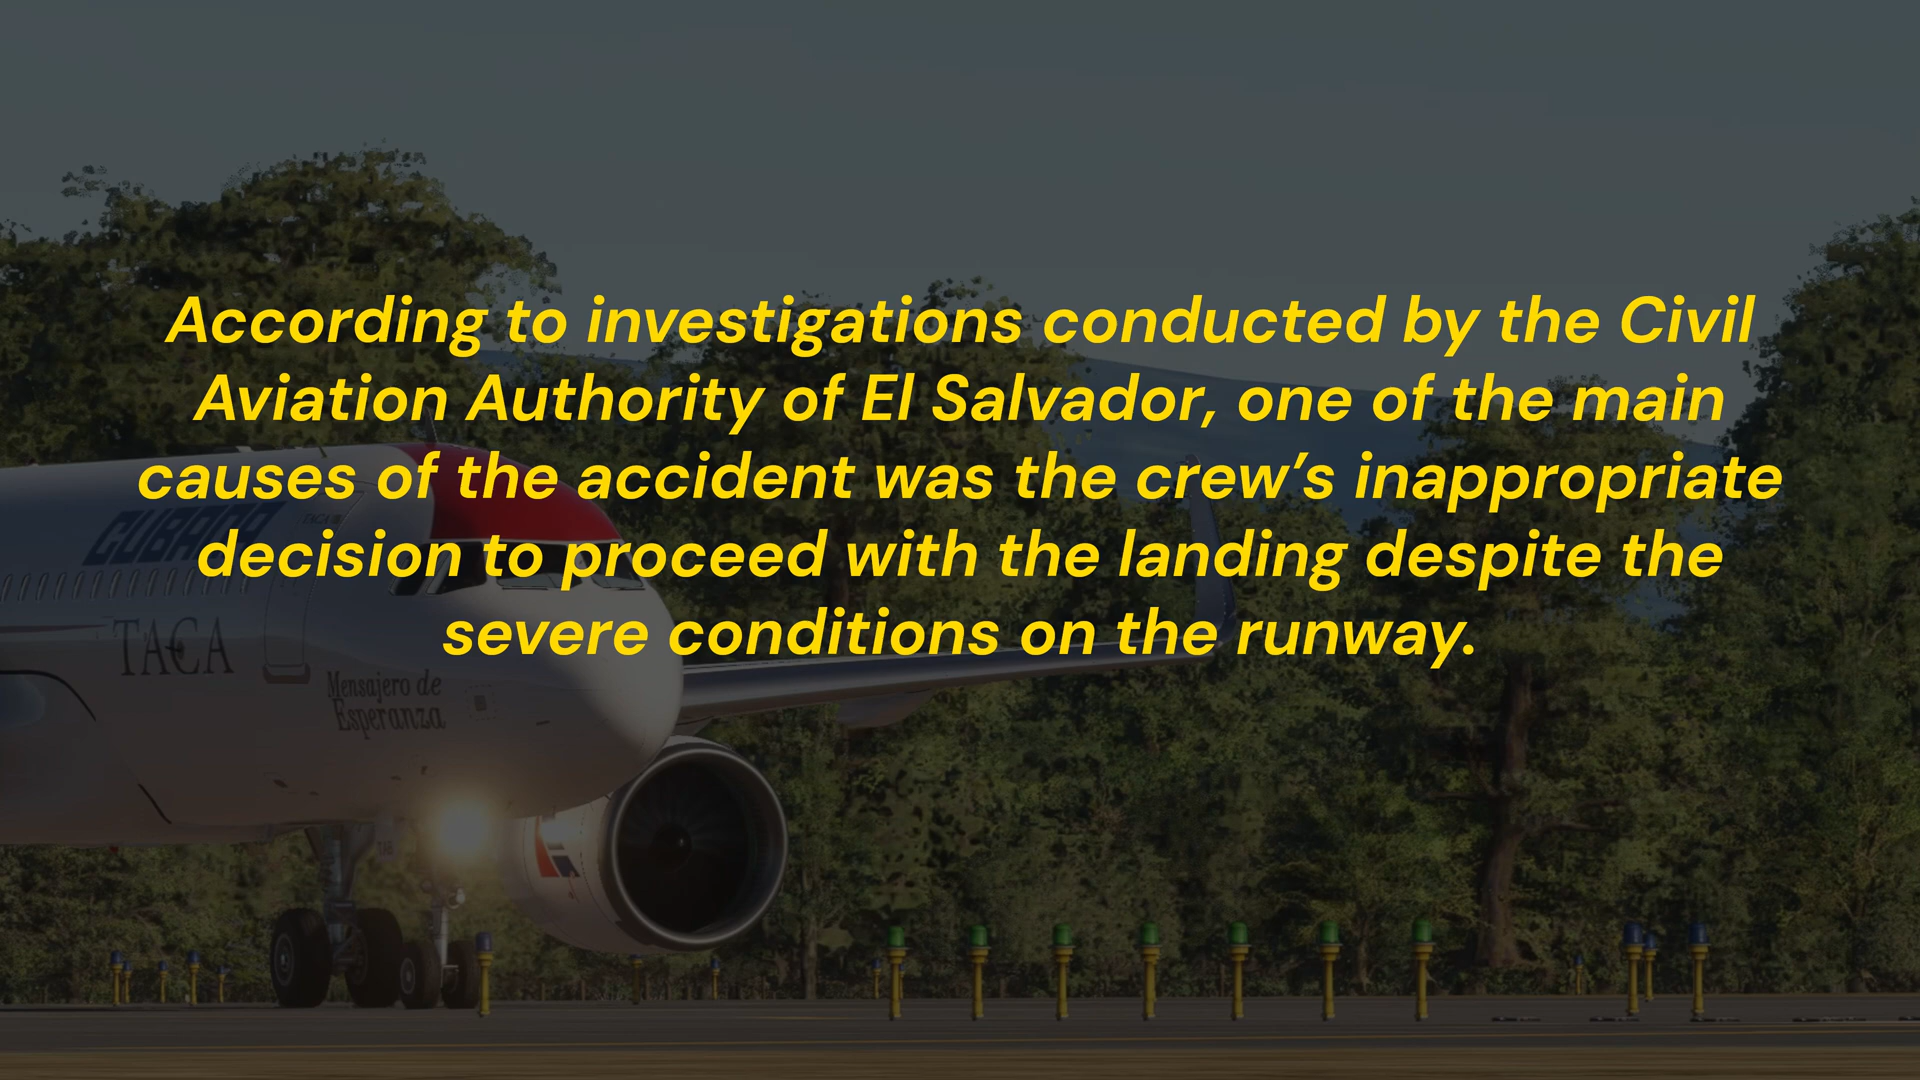 According to investigations conducted by the Civil
Aviation Authority of El Salvador, one of the main
causes of the accident was the crew’s inappropriate
decision to proceed with the landing despite the
severe conditions on the runway.
CUBANA
TACA
Mensajero de
Esperanza